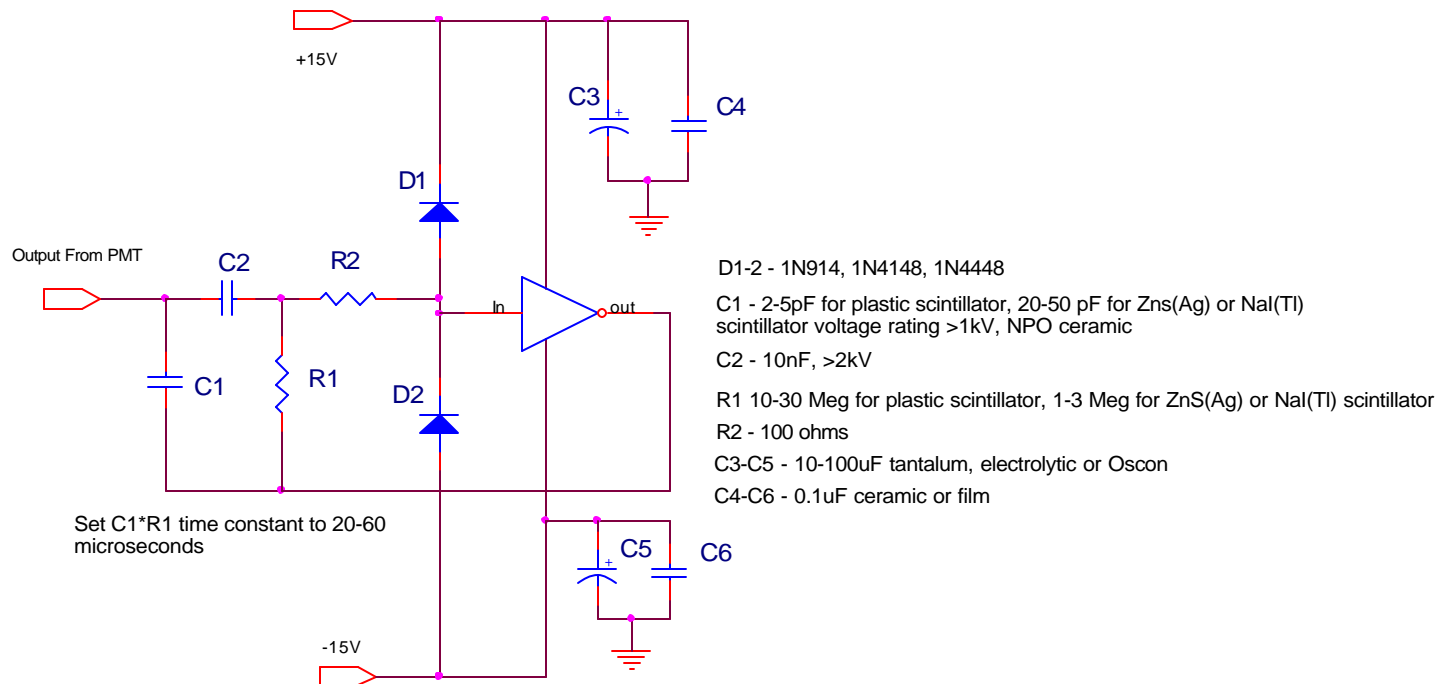 +15V
C3
+
C4
D1
Output From PMT
C2
R2
D1-2 - 1N914, 1N4148, 1N4448
In
out
C1 - 2-5pF for plastic scintillator, 20-50 pF for Zns(Ag) or NaI(Tl)
scintillator voltage rating >1kV, NPO ceramic
C2 - 10nF, >2kV
C1
R1
D2
R1 10-30 Meg for plastic scintillator, 1-3 Meg for ZnS(Ag) or NaI(Tl) scintillator
R2 - 100 ohms
C3-C5 - 10-100uF tantalum, electrolytic or Oscon
C4-C6 - 0.1uF ceramic or film
Set C1*R1 time constant to 20-60
microseconds
C5
+
C6
-15V